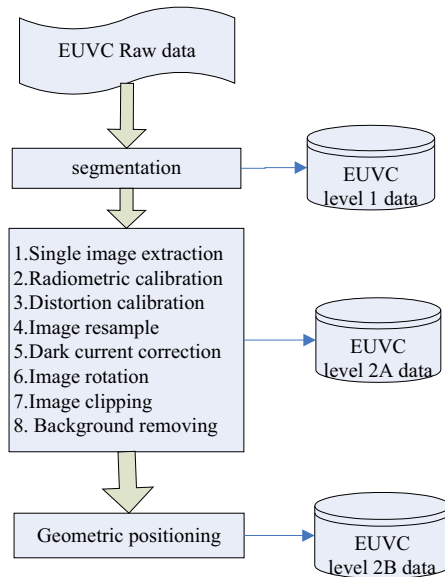 EUVC Raw data
segmentation
EUVC
level 1 data
1.Single image extraction
2.Radiometric calibration
3.Distortion calibration
4.Image resample
5.Dark current correction
6.Image rotation
7.Image clipping
8. Background removing
EUVC
level 2A data
Geometric positioning
EUVC
level 2B data